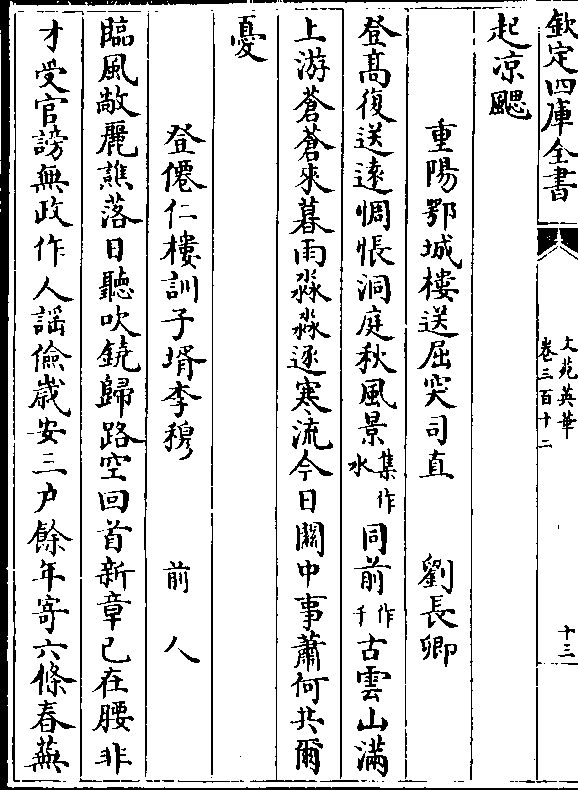 欽定四庫全書
文苑英華
卷三百十二
十三
起凉颸
重陽鄂城樓送屈突司直 劉長卿
登髙復送逺惆悵洞庭秋風景集作水同前作千古雲山滿
上游蒼蒼來暮雨淼淼逐寒流今日關中事蕭何共爾
憂
登僊仁樓訓子壻李穆 前人
臨風敞麗譙落日聽吹鐃歸路空回首新章已在腰非
才受官謗無政作人謡儉歳安三户餘年寄六條春蕪